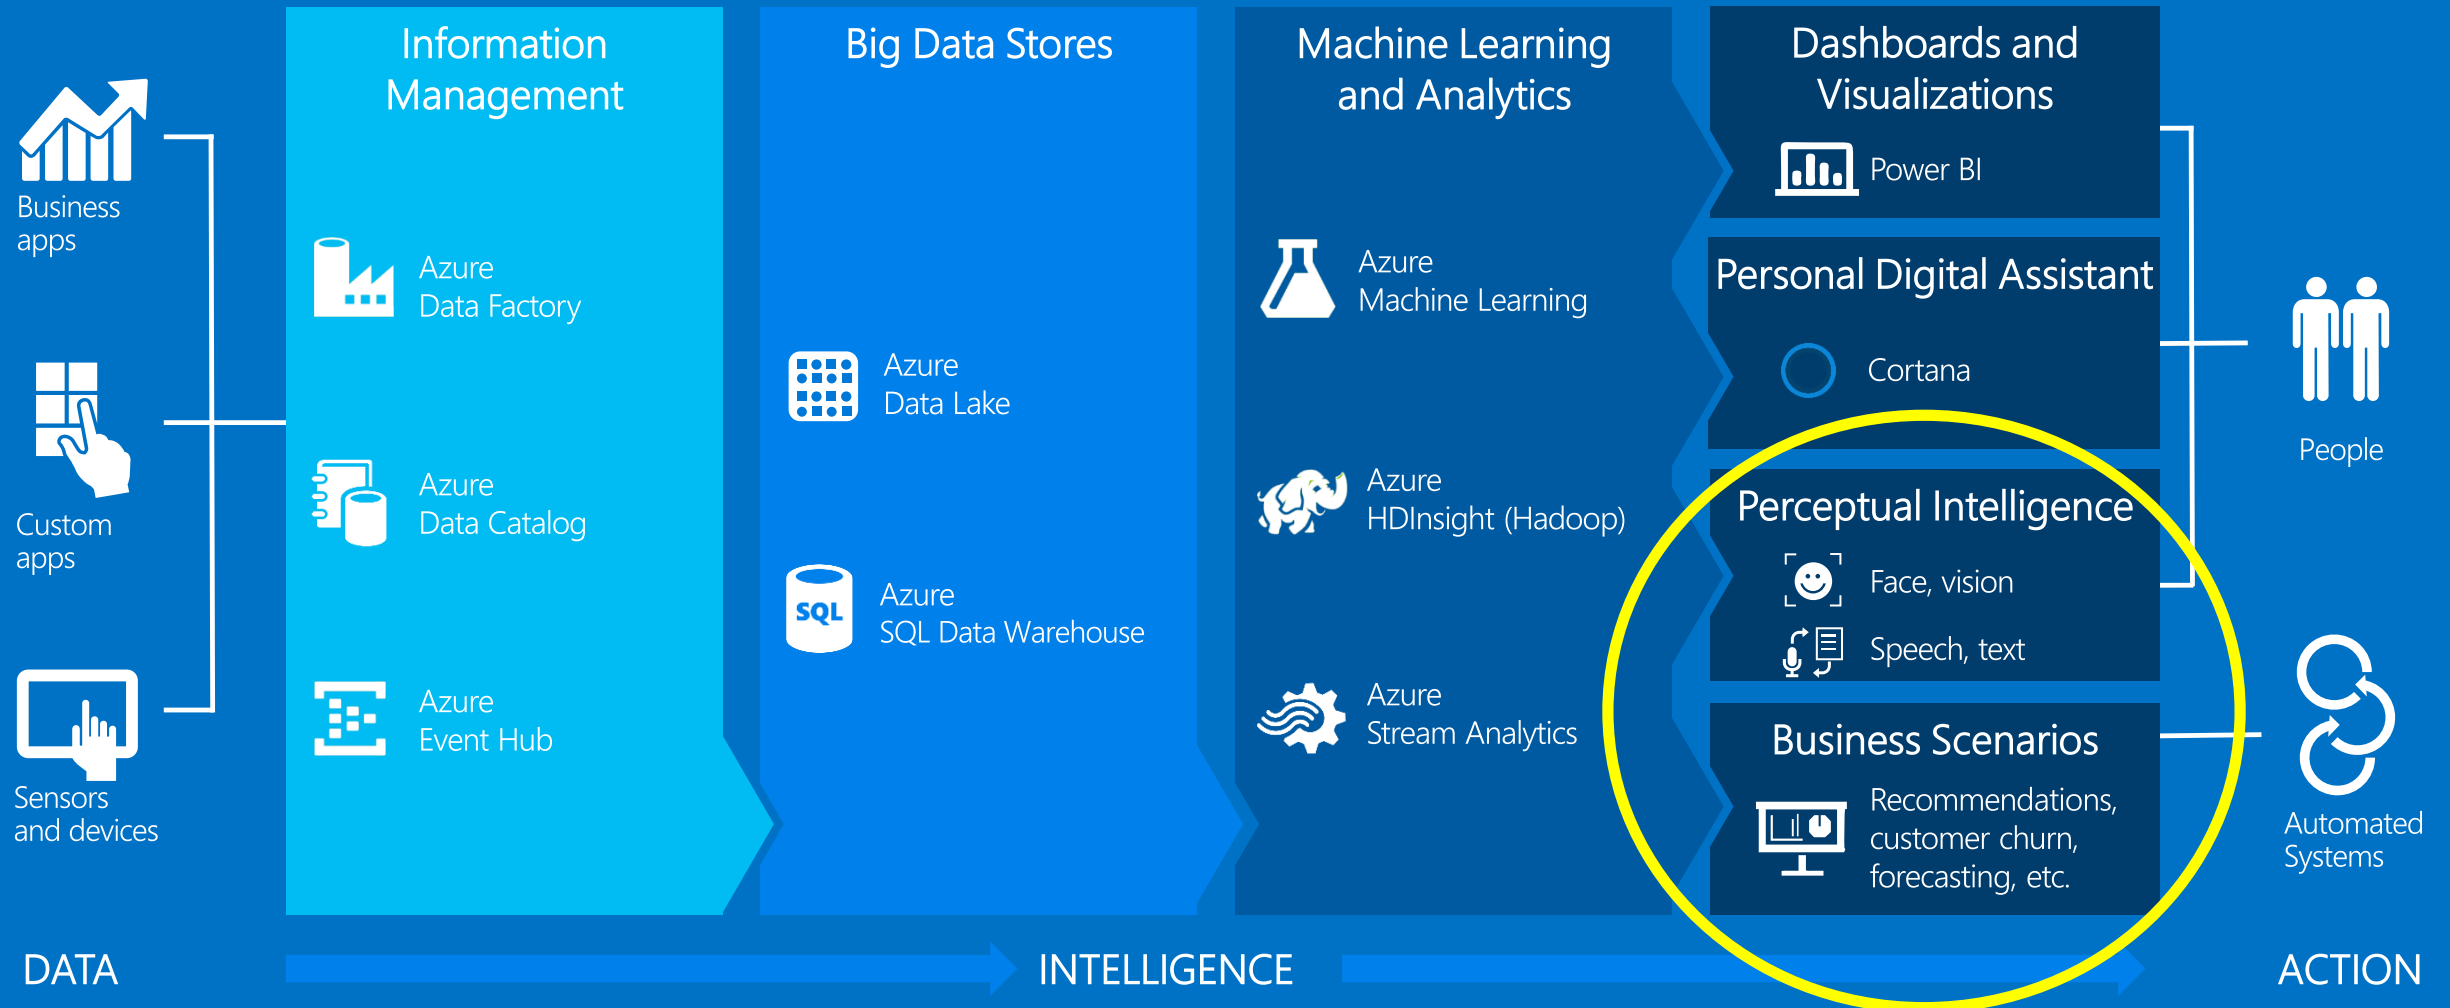 Business
apps
Custom
apps
Sensors
and devices
Information
Management
Azure
Data Factory
Azure
Data Catalog
Azure
Event Hub
Big Data Stores
Azure
Data Lake
SQL
Azure
SQL Data Warehouse
Machine Learning
and Analytics
Azure
Machine Learning
Azure
HDInsight (Hadoop)
Azure
Stream Analytics
Dashboards and
Visualizations
Power BI
Personal Digital Assistant
Cortana
Perceptual Intelligence
Face, vision
Speech, text
Business Scenarios
Recommendations,
customer churn,
forecasting, etc.
People
Automated
Systems
DATA
INTELLIGENCE
ACTION